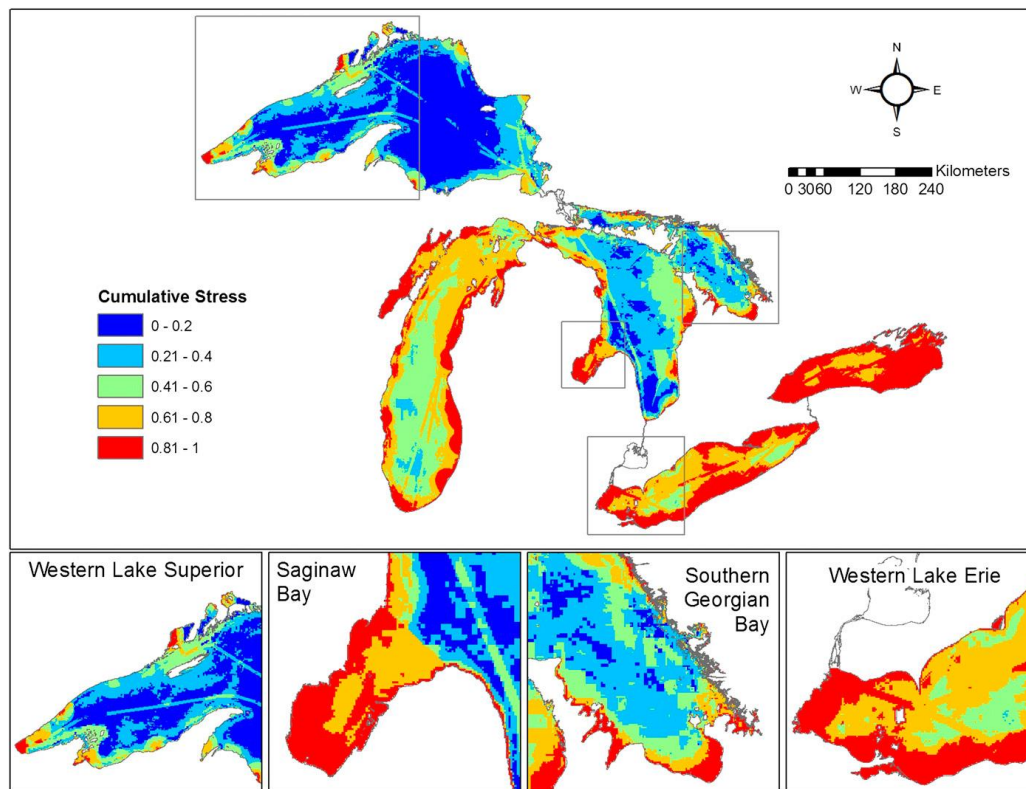 N
W E
S
Kilometers
0 30 60 120 180 240
Cumulative Stress
0 - 0.2
0.21 - 0.4
0.41 - 0.6
0.61 - 0.8
0.81 - 1
Western Lake Superior
Saginaw
Bay
Southern
Georgian
Bay
Western Lake Erie